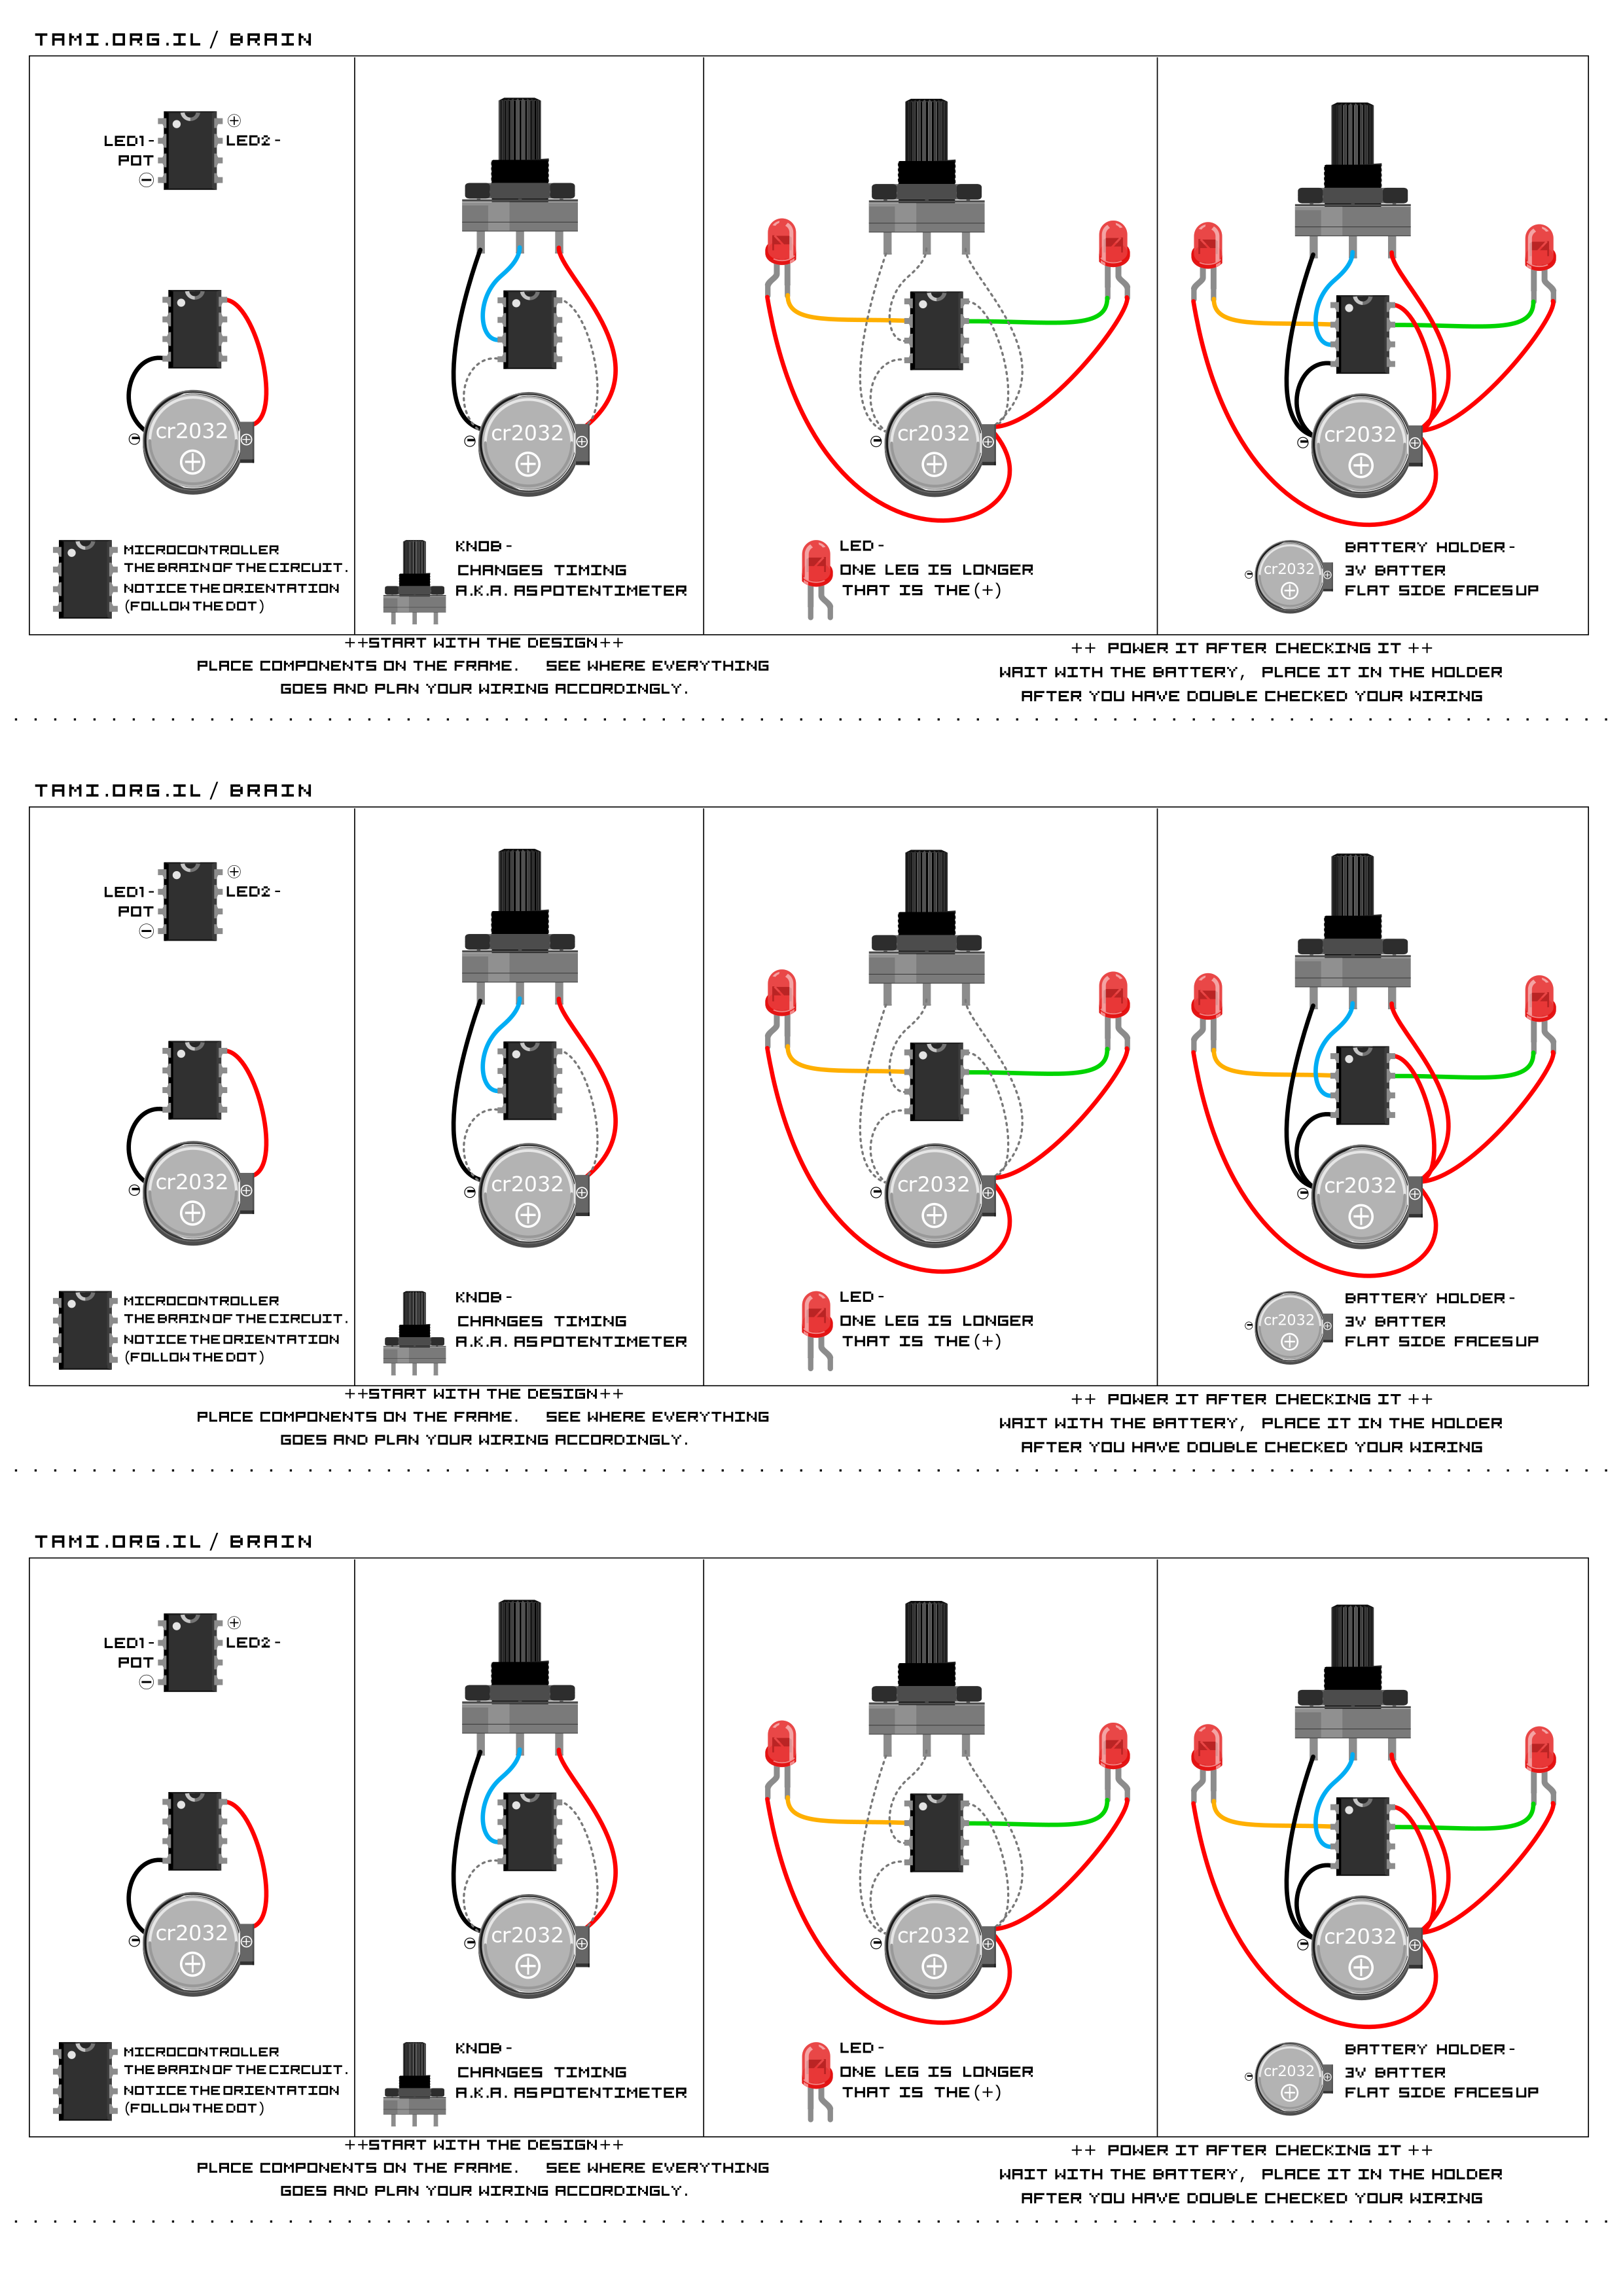 TAMI.ORG.IL / BRAIN
LED1 -
LED2 -
POT
cr2032
cr2032
cr2032
cr2032
MICROCONTROLLER
THE BRAIN OF THE CIRCUIT.
NOTICE THE ORIENTATION
(FOLLOW THE DOT)
KNOB -
CHANGES TIMING
A.K.A. AS POTENTIMETER
LED -
ONE LEG IS LONGER
THAT IS THE (+)
cr2032
BATTERY HOLDER -
3V BATTER
FLAT SIDE FACES UP
++START WITH THE DESIGN++
PLACE COMPONENTS ON THE FRAME. SEE WHERE EVERYTHING
GOES AND PLAN YOUR WIRING ACCORDINGLY.
++ POWER IT AFTER CHECKING IT ++
WAIT WITH THE BATTERY, PLACE IT IN THE HOLDER
AFTER YOU HAVE DOUBLE CHECKED YOUR WIRING
TAMI.ORG.IL / BRAIN
LED1 -
LED2 -
POT
cr2032
cr2032
cr2032
cr2032
MICROCONTROLLER
THE BRAIN OF THE CIRCUIT.
NOTICE THE ORIENTATION
(FOLLOW THE DOT)
KNOB -
CHANGES TIMING
A.K.A. AS POTENTIMETER
LED -
ONE LEG IS LONGER
THAT IS THE (+)
cr2032
BATTERY HOLDER -
3V BATTER
FLAT SIDE FACES UP
++START WITH THE DESIGN++
PLACE COMPONENTS ON THE FRAME. SEE WHERE EVERYTHING
GOES AND PLAN YOUR WIRING ACCORDINGLY.
++ POWER IT AFTER CHECKING IT ++
WAIT WITH THE BATTERY, PLACE IT IN THE HOLDER
AFTER YOU HAVE DOUBLE CHECKED YOUR WIRING
TAMI.ORG.IL / BRAIN
LED1 -
LED2 -
POT
cr2032
cr2032
cr2032
cr2032
MICROCONTROLLER
THE BRAIN OF THE CIRCUIT.
NOTICE THE ORIENTATION
(FOLLOW THE DOT)
KNOB -
CHANGES TIMING
A.K.A. AS POTENTIMETER
LED -
ONE LEG IS LONGER
THAT IS THE (+)
cr2032
BATTERY HOLDER -
3V BATTER
FLAT SIDE FACES UP
++START WITH THE DESIGN++
PLACE COMPONENTS ON THE FRAME. SEE WHERE EVERYTHING
GOES AND PLAN YOUR WIRING ACCORDINGLY.
++ POWER IT AFTER CHECKING IT ++
WAIT WITH THE BATTERY, PLACE IT IN THE HOLDER
AFTER YOU HAVE DOUBLE CHECKED YOUR WIRING